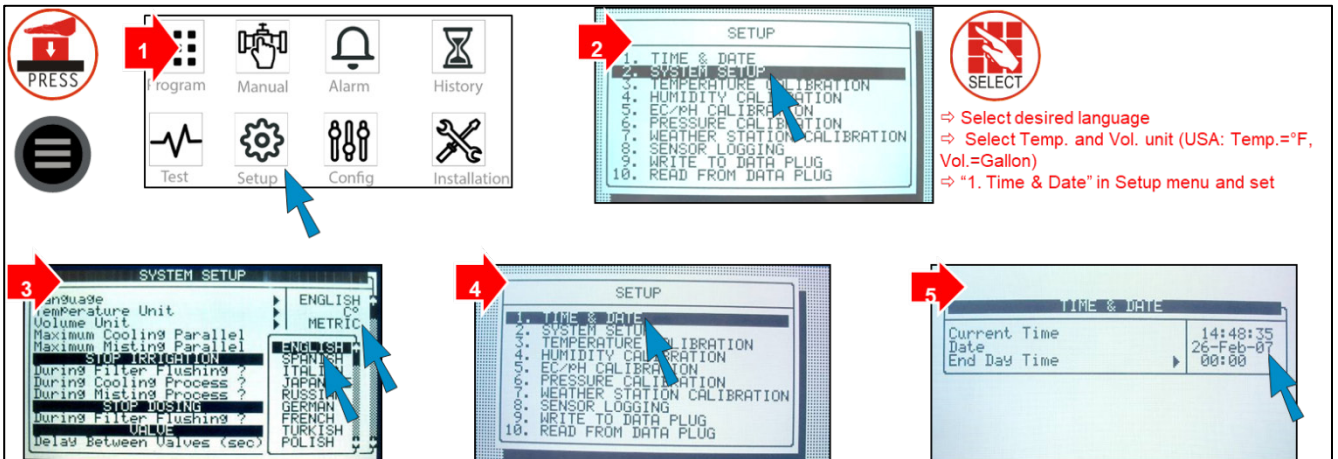 PRESS
1
Program
Manual
Alarm
History
Test
Setup
Config
Installation
2
SETUP
1. TIME & DATE
2. SYSTEM SETUP
3. TEMPERATURE CALIBRATION
4. HUMIDITY CALIBRATION
5. EC/PH CALIBRATION
6. PRESSURE CALIBRATION
7. WEATHER STATION CALIBRATION
8. SENSOR LOGGING
9. WRITE TO DATA PLUG
10. READ FROM DATA PLUG
SELECT
⇨ Select desired language
⇨ Select Temp. and Vol. unit (USA: Temp.=°F,
Vol.=Gallon)
⇨ “1. Time & Date” in Setup menu and set
3
SYSTEM SETUP
Language ENGLISH
Temperature Unit C°
Volume Unit METRIC
Maximum Cooling Parallel
Maximum Misting Parallel
STOP IRRIGATION
During Filter Flushing ?
During Cooling Process ?
During Misting Process ?
STOP DOSING
During Filter Flushing ?
VALVE
Delay Between Valves (sec)
ENGLISH
SPANISH
ITALIAN
JAPAN
RUSSIAN
GERMAN
FRENCH
TURKISH
POLISH
4
SETUP
1. TIME & DATE
2. SYSTEM SETUP
3. TEMPERATURE CALIBRATION
4. HUMIDITY CALIBRATION
5. EC/PH CALIBRATION
6. PRESSURE CALIBRATION
7. WEATHER STATION CALIBRATION
8. SENSOR LOGGING
9. WRITE TO DATA PLUG
10. READ FROM DATA PLUG
5
TIME & DATE
Current Time 14:48:35
Date 26-Feb-07
End Day Time 00:00